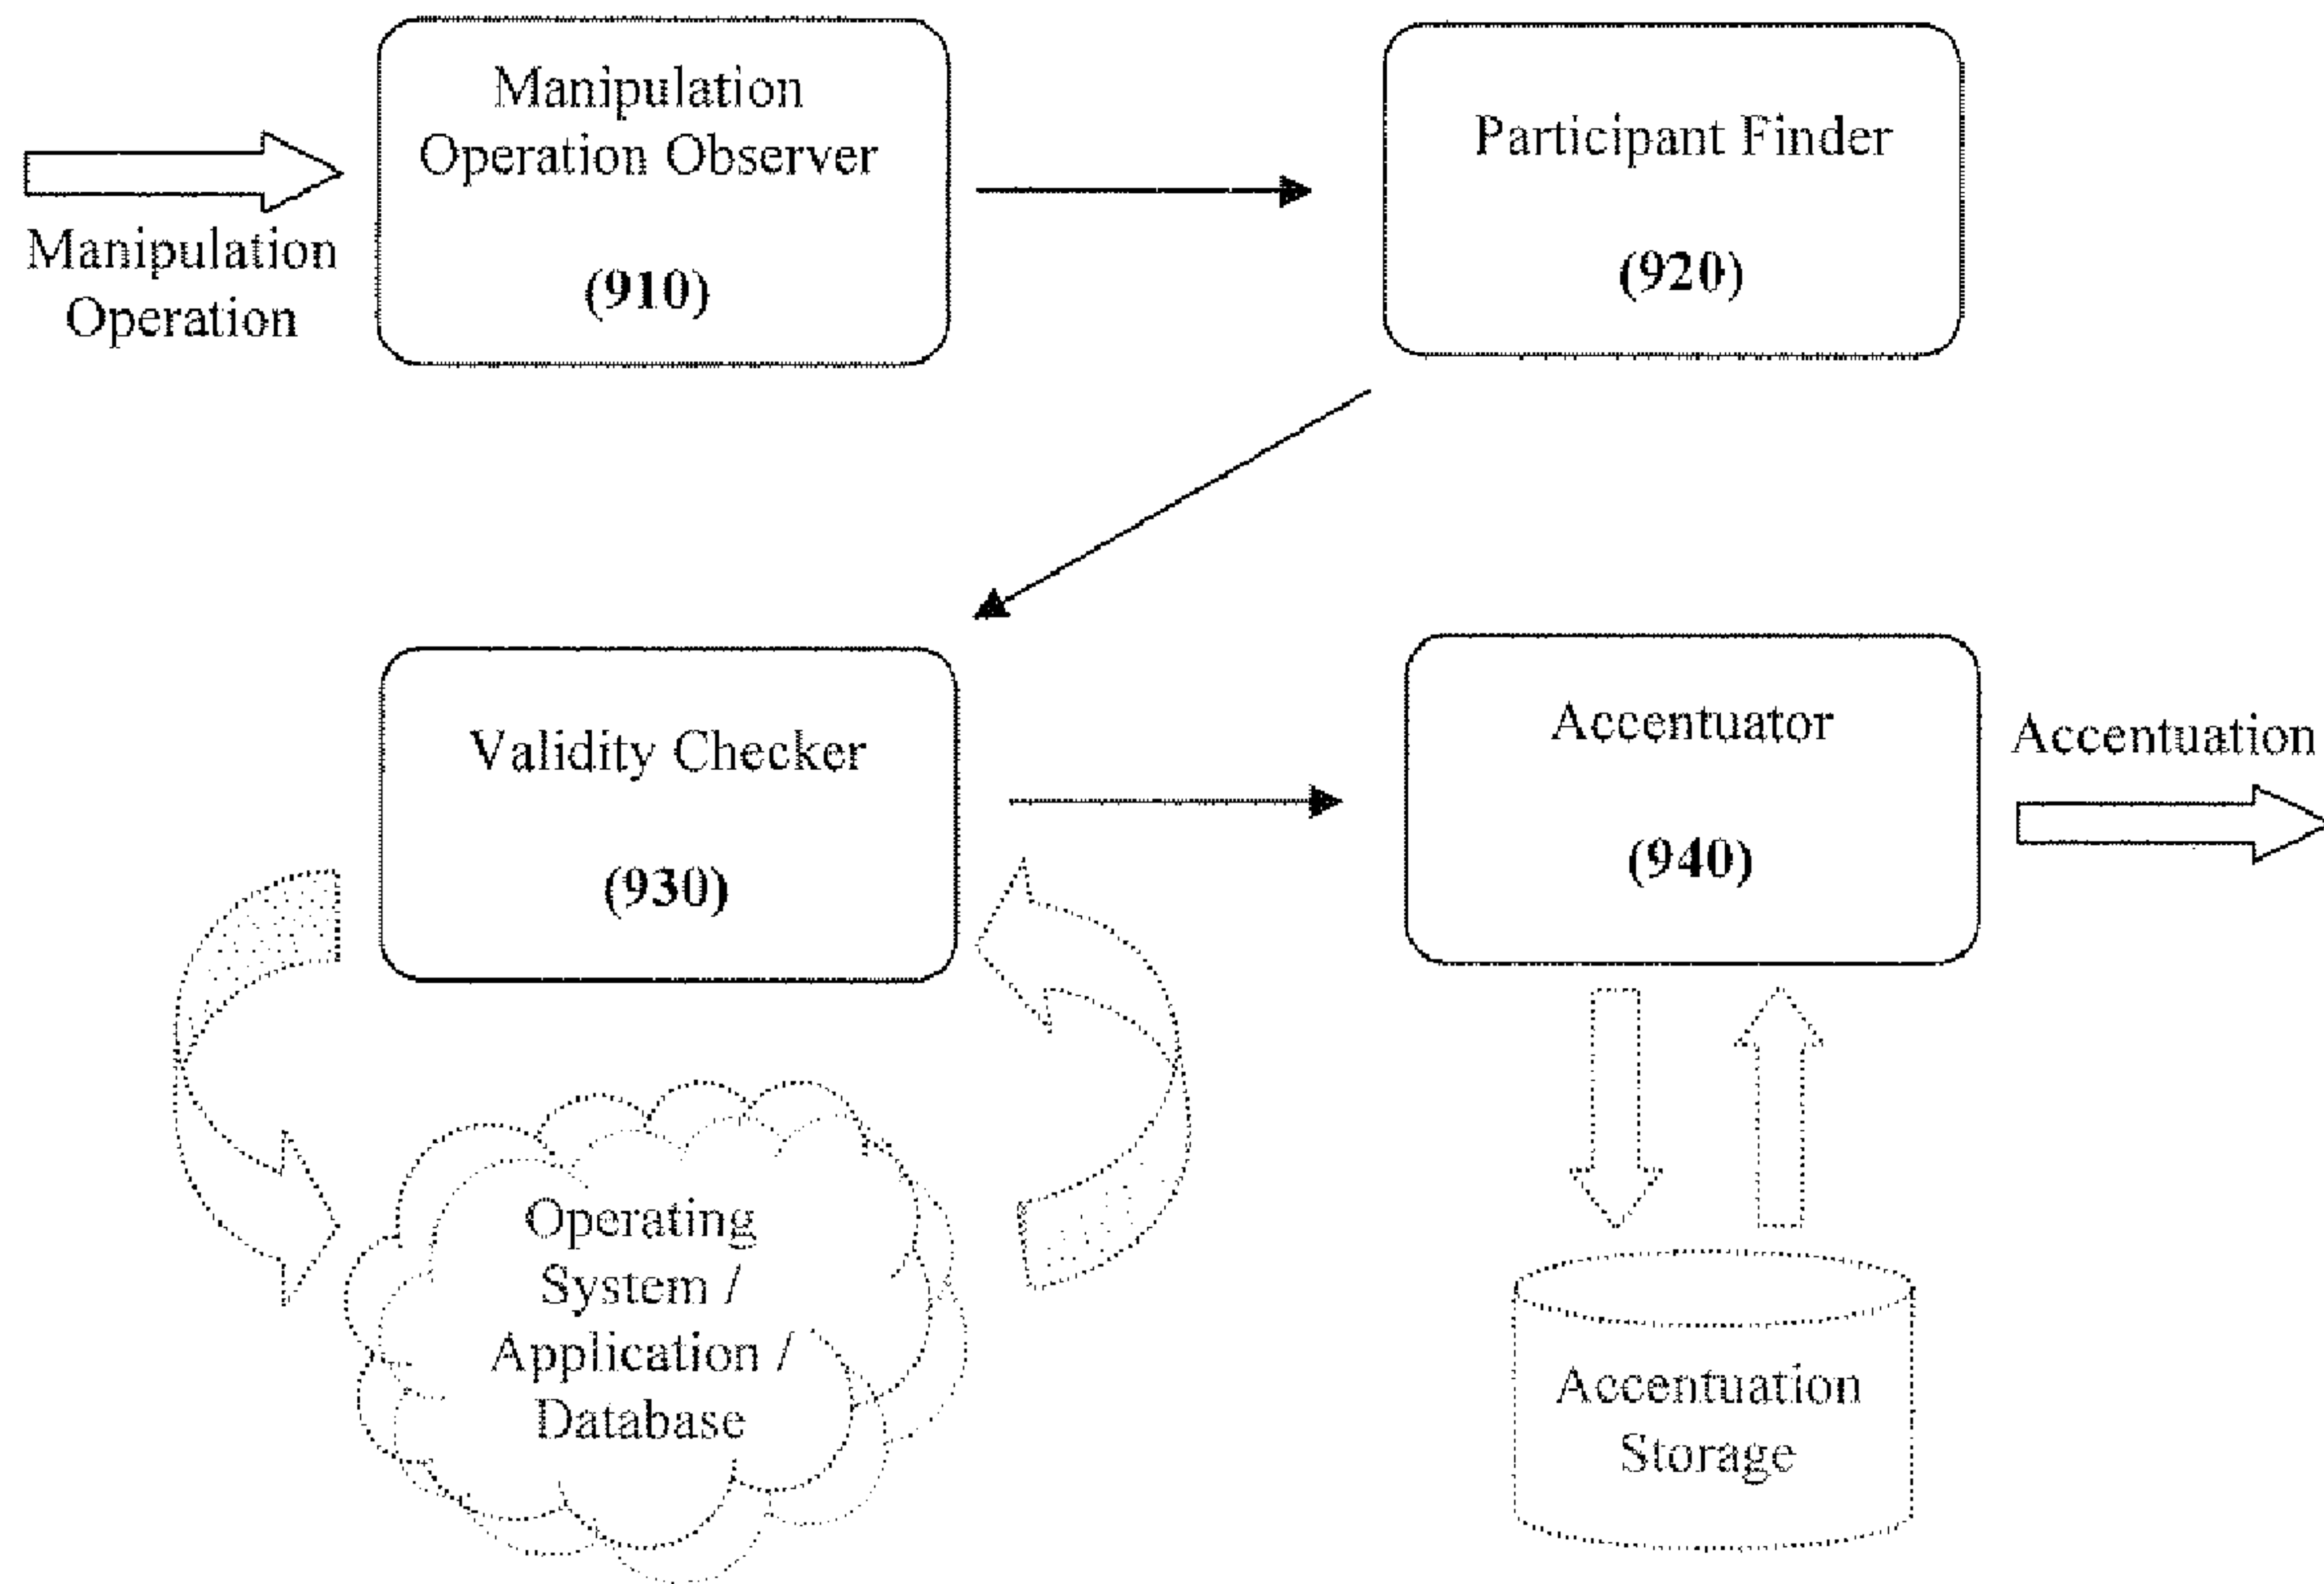 Manipulation
Operation
Manipulation
Operation Observer
(910)
Participant Finder
(920)
Validity Checker
(930)
Accentuator
(940)
Accentuation
Operating
System /
Application /
Database
Accentuation
Storage